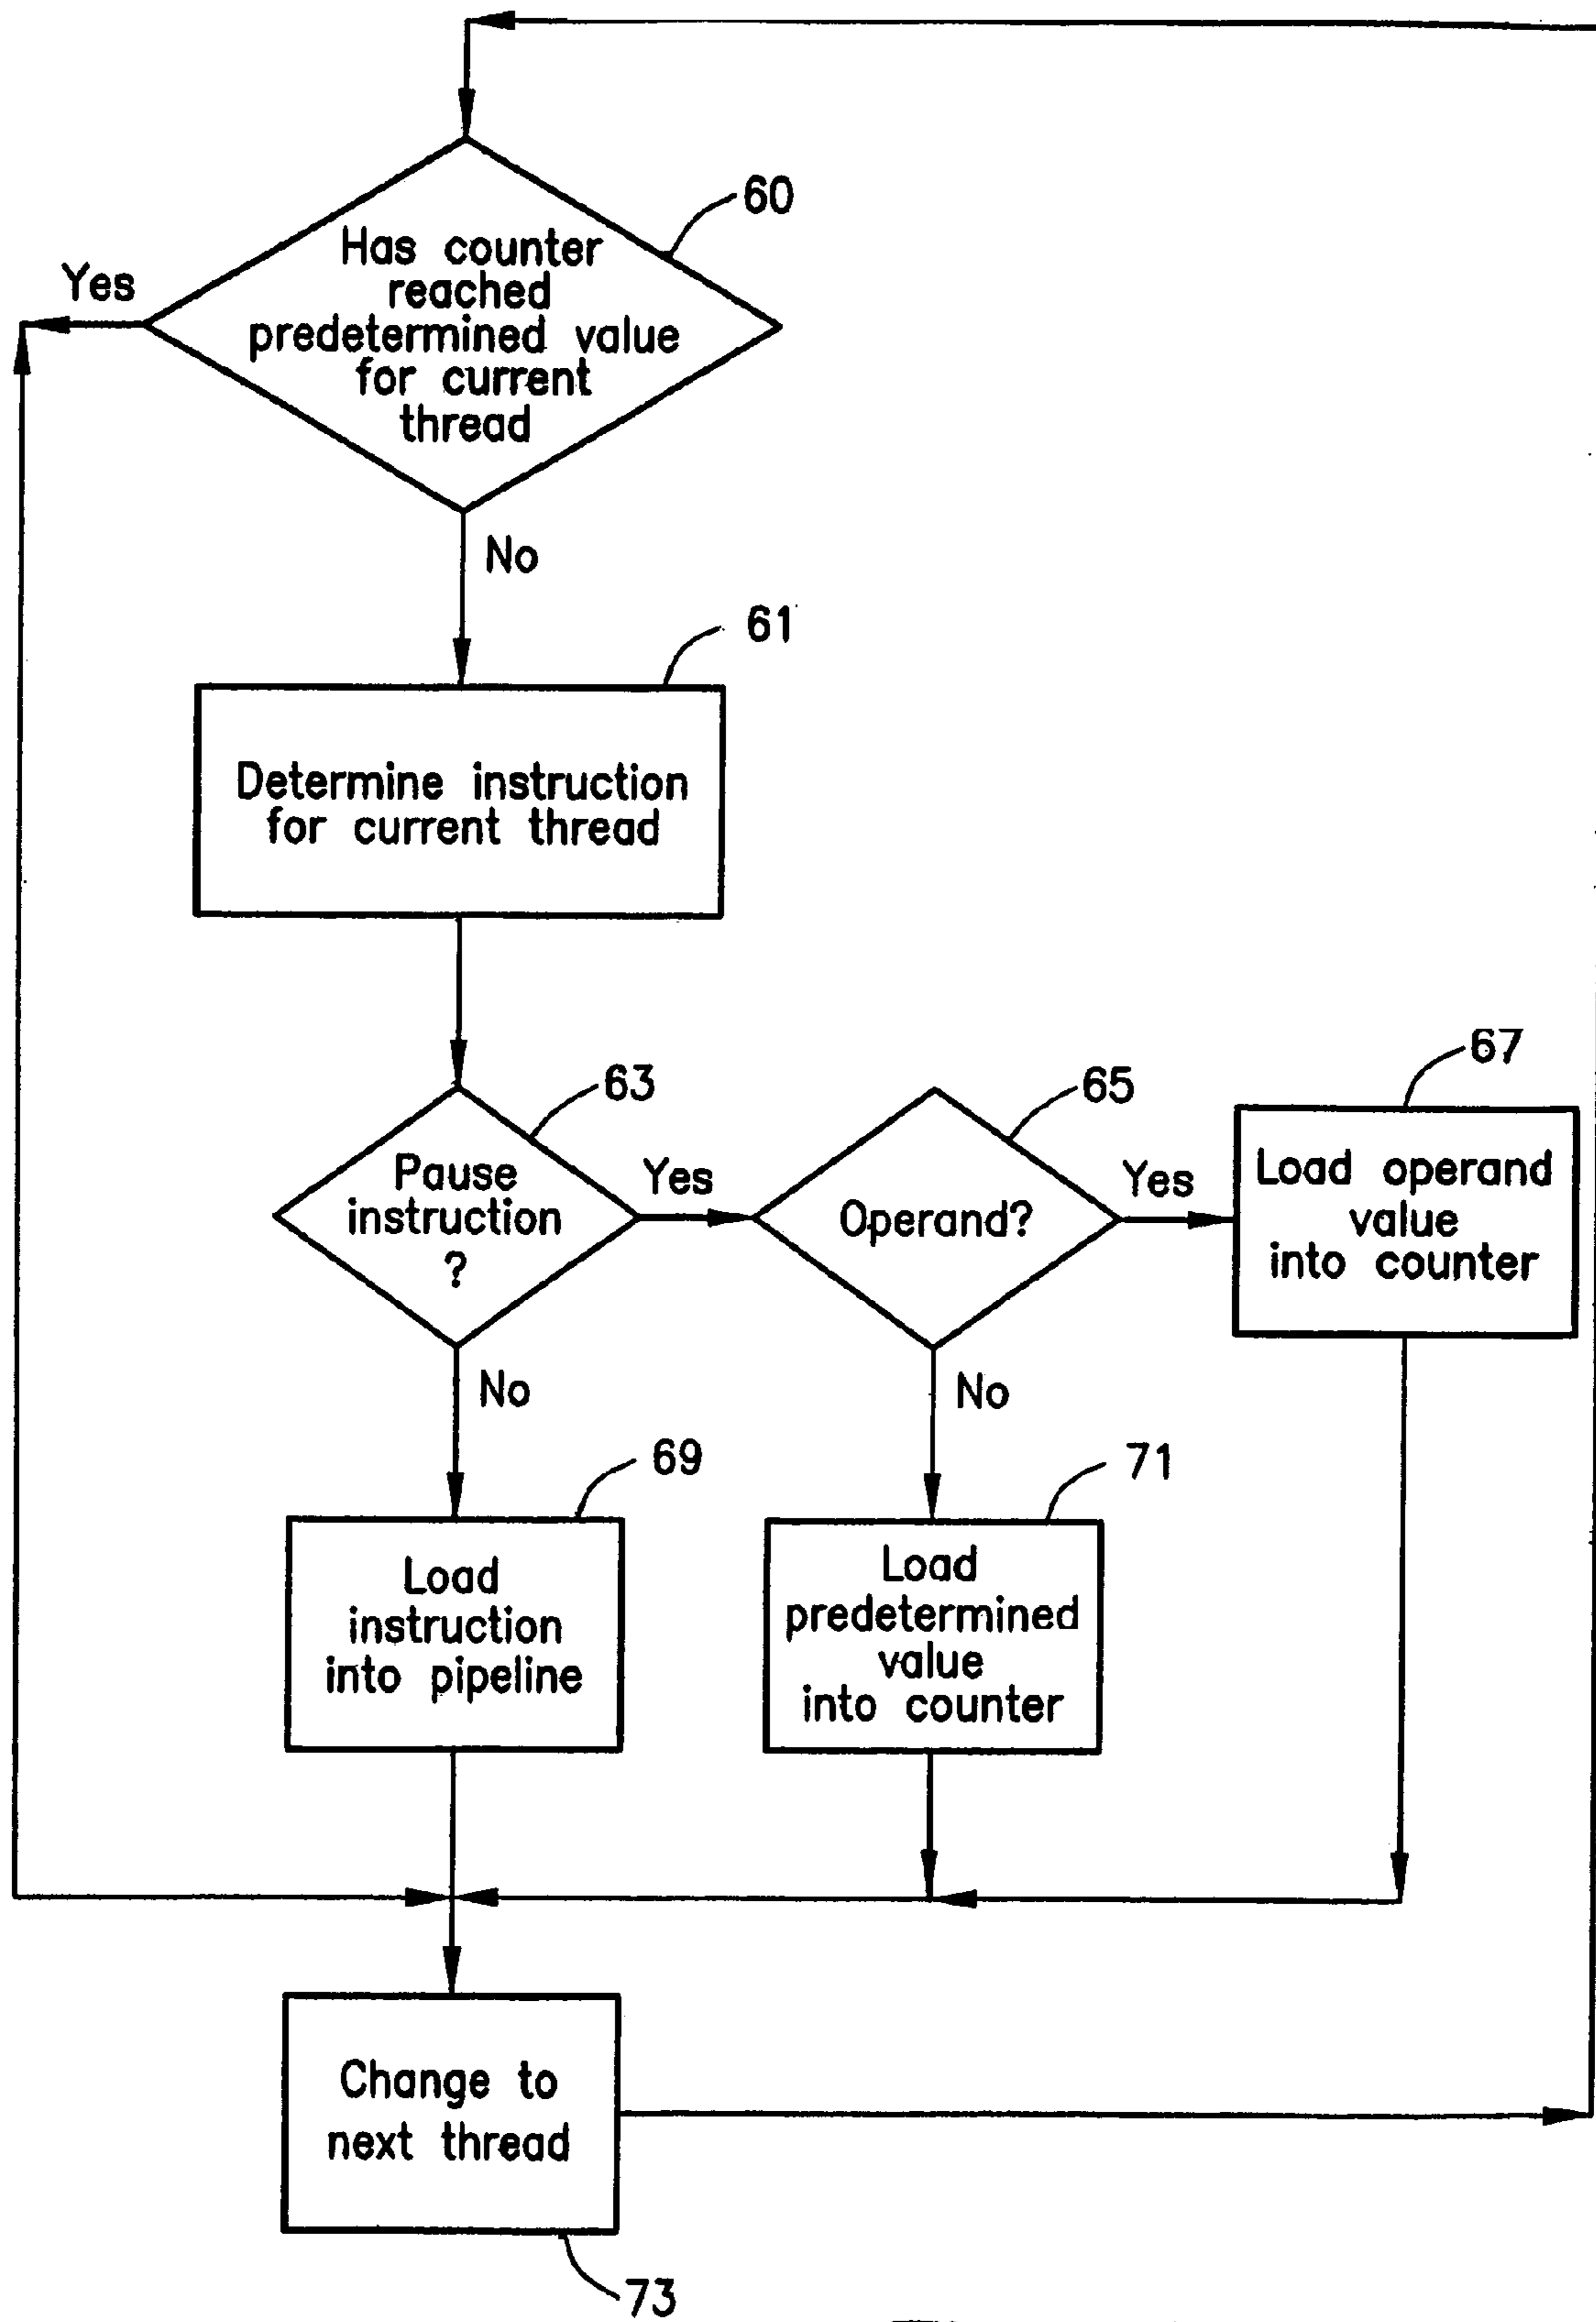 60
Has counter
reached
predetermined value
for current
thread
Yes
No
61
Determine instruction
for current thread
63
Pause
instruction
?
Yes
65
Operand?
Yes
67
Load operand
value
into counter
No
No
69
Load
instruction
into pipeline
71
Load
predetermined
value
into counter
Change to
next thread
73